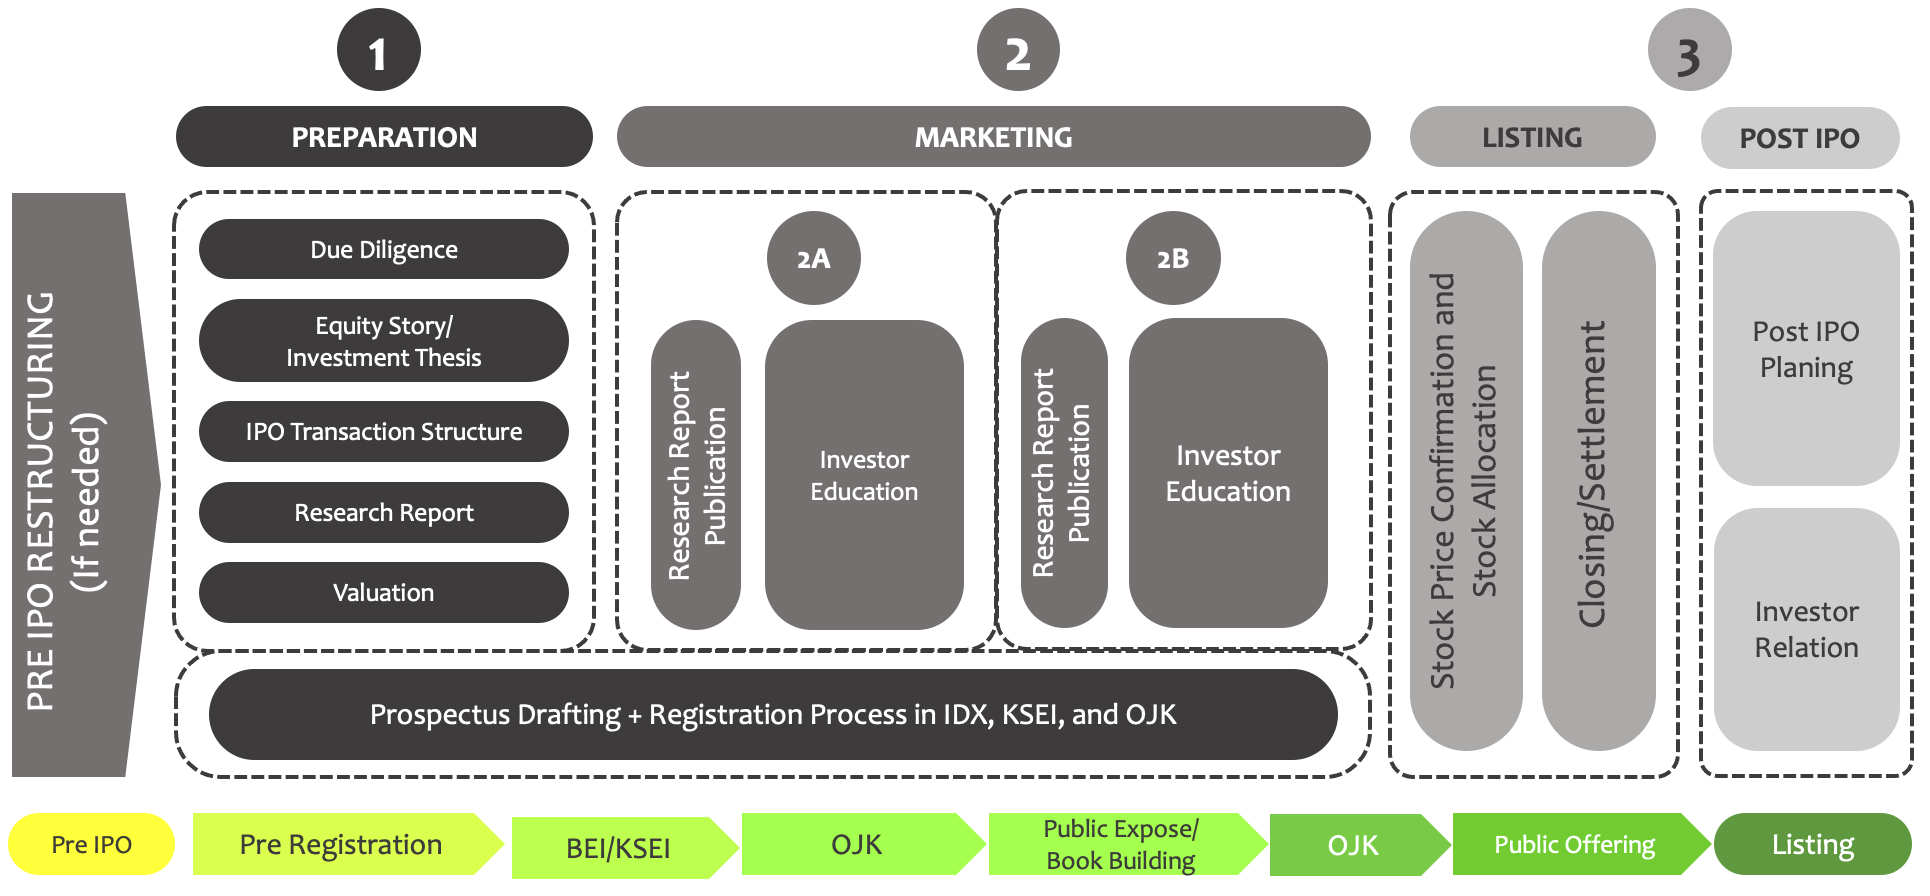 1
2
3
PREPARATION
MARKETING
LISTING
POST IPO
PRE IPO RESTRUCTURING
(If needed)
Due Diligence
Equity Story/
Investment Thesis
IPO Transaction Structure
Research Report
Valuation
2A
Research Report
Publication
Investor
Education
2B
Research Report
Publication
Investor
Education
Stock Price Confirmation and
Stock Allocation
Closing/Settlement
Post IPO
Planing
Investor
Relation
Prospectus Drafting + Registration Process in IDX, KSEI, and OJK
Pre IPO
Pre Registration
BEI/KSEI
OJK
Public Expose/
Book Building
OJK
Public Offering
Listing